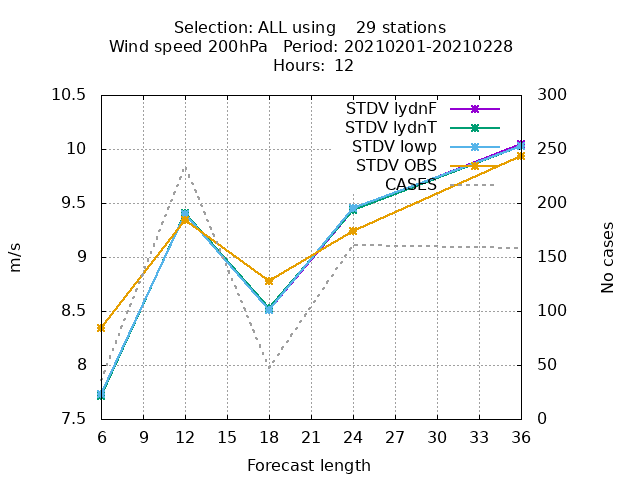 Selection: ALL using    29 stations
Wind speed 200hPa   Period: 20210201-20210228
Hours:  12
10.5
10
9.5
9
8.5
8
7.5
m/s
STDV lydnF
STDV lydnT
STDV lowp
STDV OBS
CASES
300
250
200
150
100
50
0
No cases
6 9 12 15 18 21 24 27 30 33 36
Forecast length